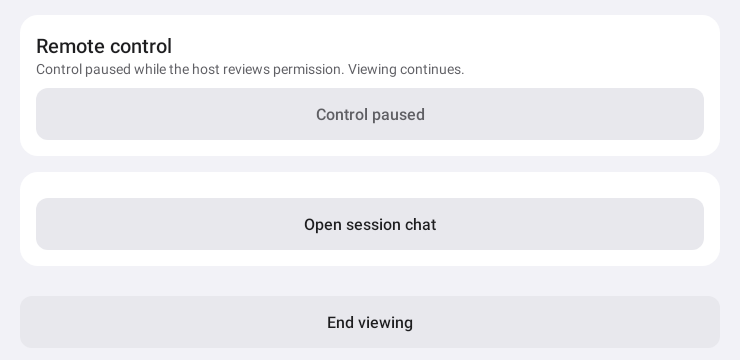 Remote control
Control paused while the host reviews permission. Viewing continues.
Control paused
Open session chat
End viewing